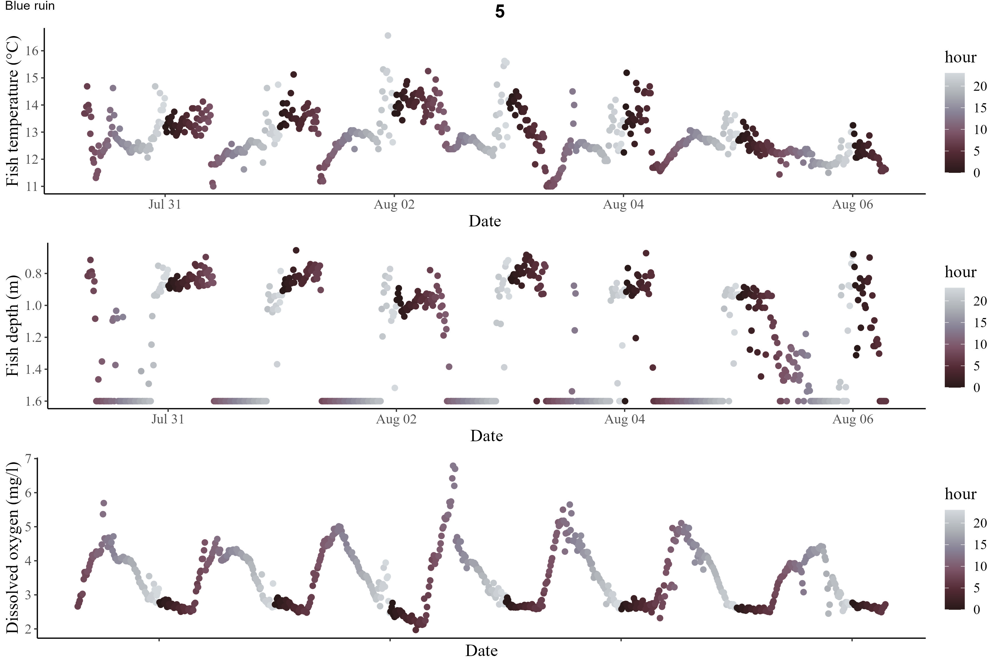 Blue ruin
5
Fish temperature (°C)
16
15
14
13
12
11
Jul 31
Aug 02
Aug 04
Aug 06
Date
hour
20
15
10
5
0
Fish depth (m)
0.8
1.0
1.2
1.4
1.6
Jul 31
Aug 02
Aug 04
Aug 06
Date
hour
20
15
10
5
0
Dissolved oxygen (mg/l)
7
6
5
4
3
2
Date
hour
20
15
10
5
0